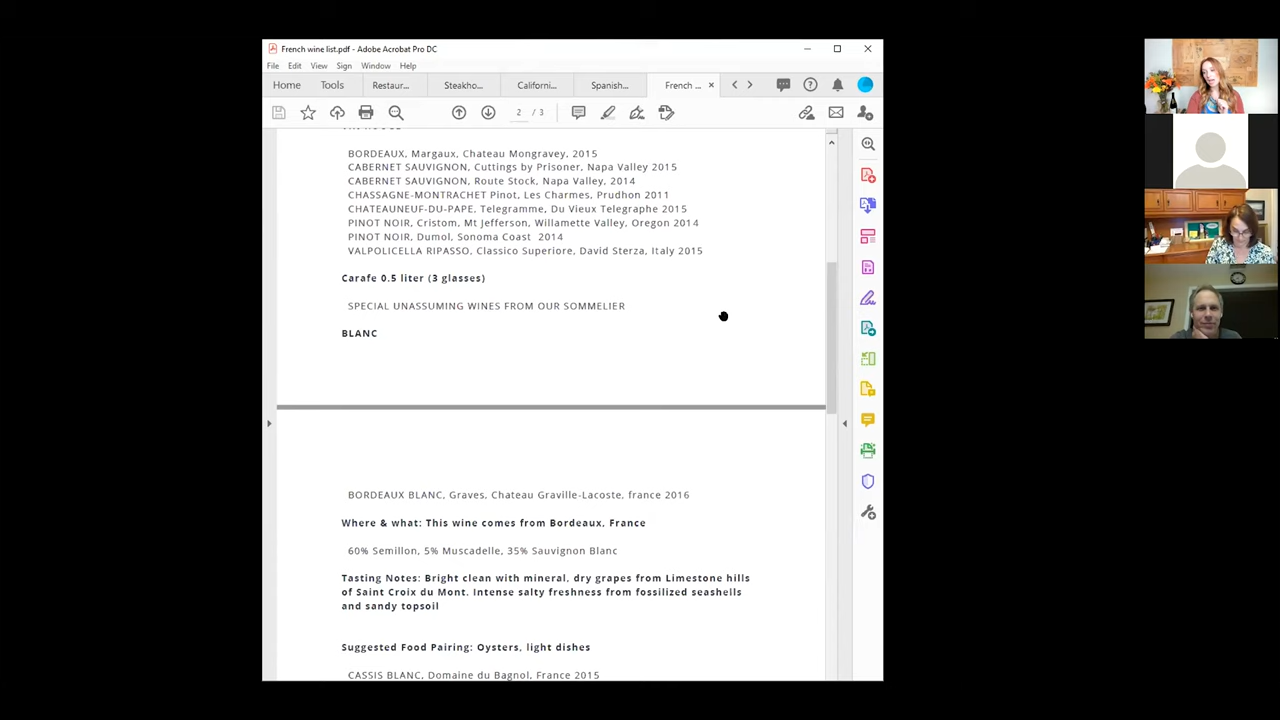 French wine list.pdf - Adobe Acrobat Pro DC
File Edit View Sign Window Help
Home Tools Restaur... Steakho... Californi... Spanish... French ...
2 / 3
BORDEAUX, Margaux, Chateau Mongravey, 2015
CABERNET SAUVIGNON, Cuttings by Prisoner, Napa Valley 2015
CABERNET SAUVIGNON, Route Stock, Napa Valley, 2014
CHASSAGNE-MONTRACHET Pinot, Les Charmes, Prudhon 2011
CHATEAUNEUF-DU-PAPE, Telegramme, Du Vieux Telegraphe 2015
PINOT NOIR, Cristom, Mt Jefferson, Willamette Valley, Oregon 2014
PINOT NOIR, Dumol, Sonoma Coast 2014
VALPOLICELLA RIPASSO, Classico Superiore, David Sterza, Italy 2015
Carafe 0.5 liter (3 glasses)
SPECIAL UNASSUMING WINES FROM OUR SOMMELIER
BLANC
BORDEAUX BLANC, Graves, Chateau Graville-Lacoste, france 2016
Where & what: This wine comes from Bordeaux, France
60% Semillon, 5% Muscadelle, 35% Sauvignon Blanc
Tasting Notes: Bright clean with mineral, dry grapes from Limestone hills
of Saint Croix du Mont. Intense salty freshness from fossilized seashells
and sandy topsoil
Suggested Food Pairing: Oysters, light dishes
CASSIS BLANC, Domaine du Bagnol, France 2015